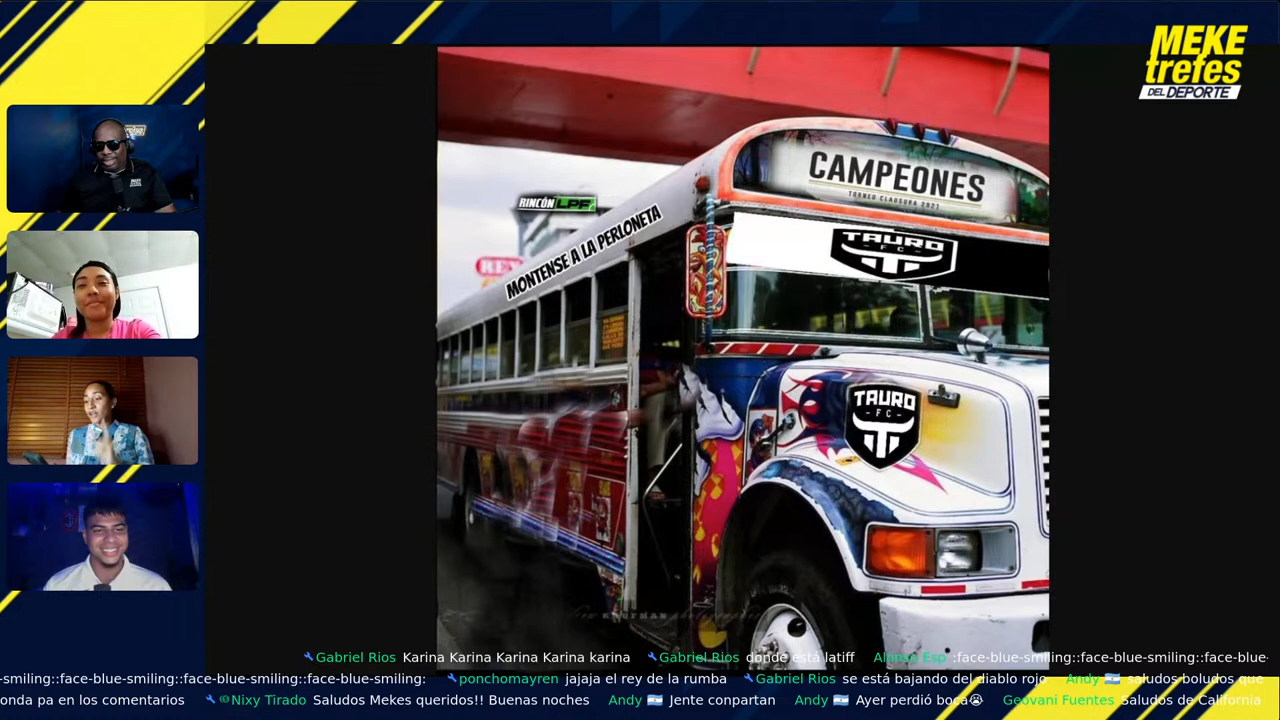 MEKE
trefes
DEL DEPORTE
CAMPEONES
TORNEO CLAUSURA 2021
RINCÓN LPF
MONTENSE A LA PERLONETA
TAURO
- FC -
REY
TAURO
- FC -
Gabriel Rios Karina Karina Karina Karina karina Gabriel Rios donde está latiff Alonso Esp :face-blue-smiling::face-blue-smiling::face-blue-
-smiling::face-blue-smiling::face-blue-smiling::face-blue-smiling: ponchomayren jajaja el rey de la rumba Gabriel Rios se está bajando del diablo rojo Andy 🇦🇷 saludos boludos que
onda pa en los comentarios Nixy Tirado Saludos Mekes queridos!! Buenas noches Andy 🇦🇷 Jente conpartan Andy 🇦🇷 Ayer perdió boca😭 Geovani Fuentes Saludos de California